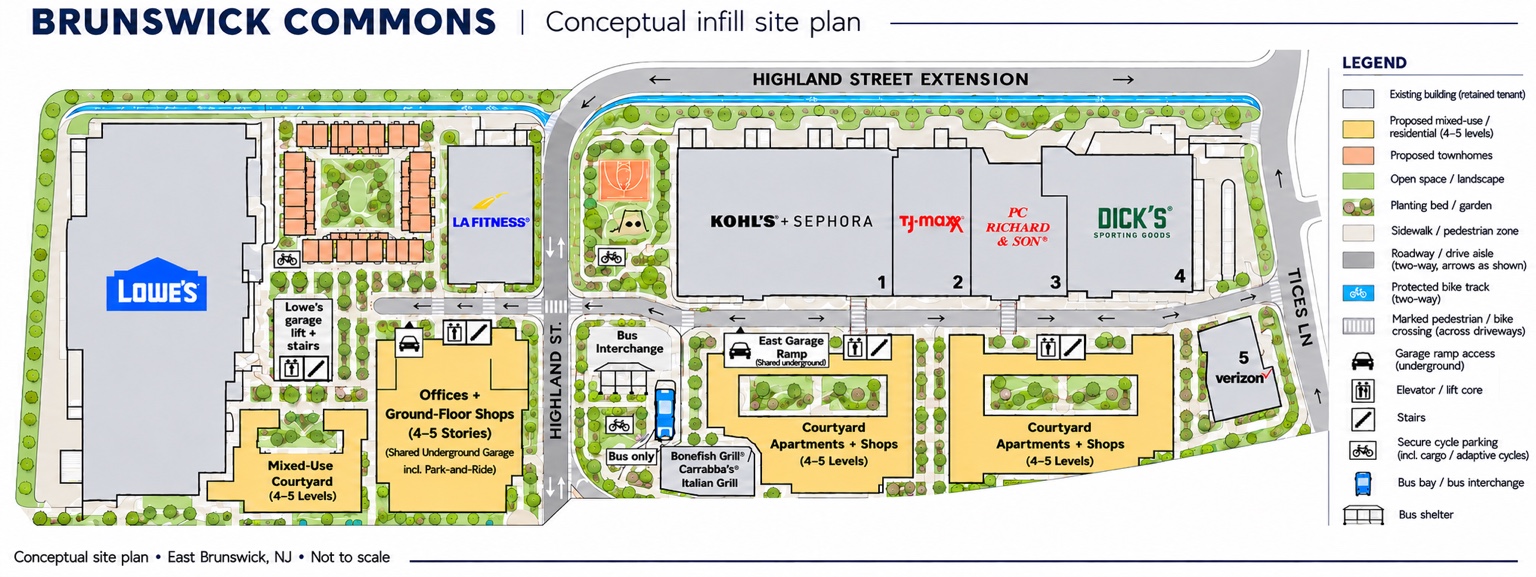 BRUNSWICK COMMONS | Conceptual infill site plan
HIGHLAND STREET EXTENSION
LOWE'S
LA FITNESS®
KOHL'S® + SEPHORA
1
T·J·maxx®
2
PC
RICHARD
& SON®
3
DICK'S®
SPORTING GOODS
4
TICES LN
HIGHLAND ST.
Lowe's
garage
lift +
stairs
Mixed-Use
Courtyard
(4–5 Levels)
Offices +
Ground-Floor Shops
(4–5 Stories)
(Shared Underground Garage
incl. Park-and-Ride)
Bus
Interchange
Bus only
Bonefish Grill®
Carrabba's®
Italian Grill
East Garage
Ramp
(Shared underground)
Courtyard
Apartments + Shops
(4–5 Levels)
Courtyard
Apartments + Shops
(4–5 Levels)
5
verizon
LEGEND
Existing building (retained tenant)
Proposed mixed-use /
residential (4–5 levels)
Proposed townhomes
Open space / landscape
Planting bed / garden
Sidewalk / pedestrian zone
Roadway / drive aisle
(two-way, arrows as shown)
Protected bike track
(two-way)
Marked pedestrian / bike
crossing (across driveways)
Garage ramp access
(underground)
Elevator / lift core
Stairs
Secure cycle parking
(incl. cargo / adaptive cycles)
Bus bay / bus interchange
Bus shelter
Conceptual site plan • East Brunswick, NJ • Not to scale